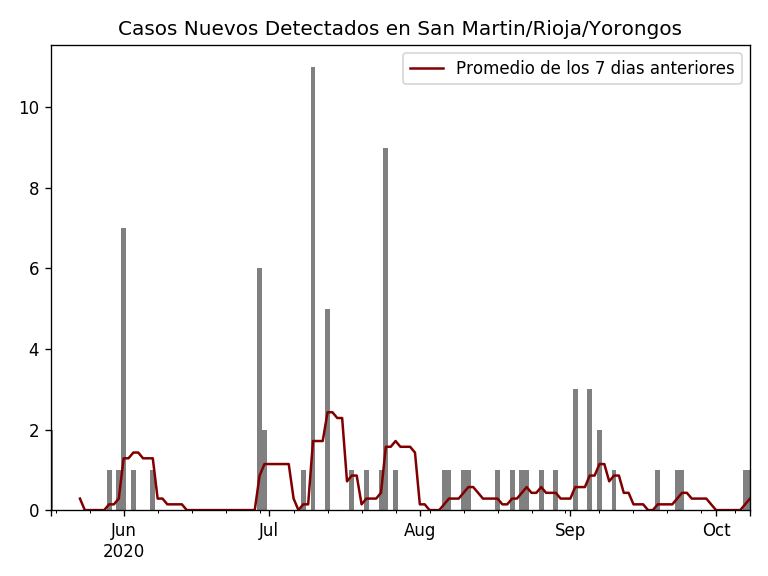 Casos Nuevos Detectados en San Martin/Rioja/Yorongos
Promedio de los 7 dias anteriores
10
8
6
4
2
0
Jun Jul Aug Sep Oct
2020